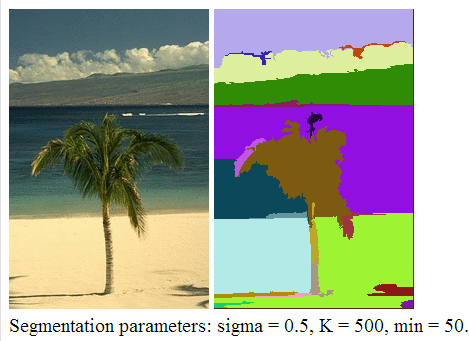 Segmentation parameters: sigma = 0.5, K = 500, min = 50.